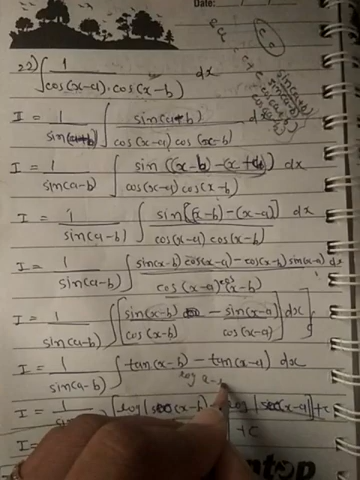 Date:
22) ∫ 1 / cos(x-a).cos(x-b) dx
I = 1 / sin(a-b) ∫ sin(a-b) / cos(x-a) cos(x-b)
I = 1 / sin(a-b) ∫ sin((x-b)-(x-a)) / cos(x-a) cos(x-b) dx
I = 1 / sin(a-b) ∫ sin[(x-b)-(x-a)] / cos(x-a) cos(x-b) dx
I = 1 / sin(a-b) ∫ sin(x-b) cos(x-a) - cos(x-b) sin(x-a) / cos(x-a) cos(x-b) dx
I = 1 / sin(a-b) ∫ [sin(x-b) / cos(x-b) - sin(x-a) / cos(x-a)] dx
I = 1 / sin(a-b) ∫ tan(x-b) - tan(x-a) dx
log
I = 1 / sin(a-b) [log|sec(x-b)| - log|sec(x-a)|] + c
I = + C